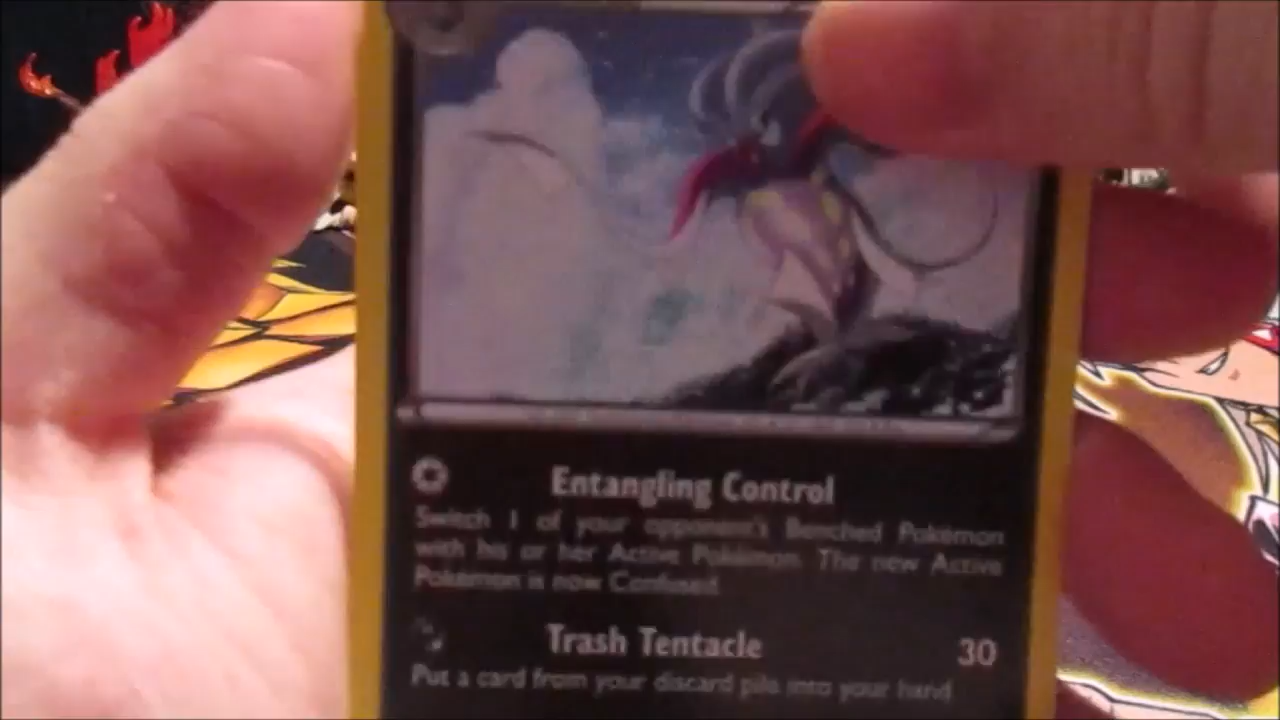 Entangling Control
Switch 1 of your opponent's Benched Pokémon
with his or her Active Pokémon. The new Active
Pokémon is now Confused.
Trash Tentacle 30
Put a card from your discard pile into your hand